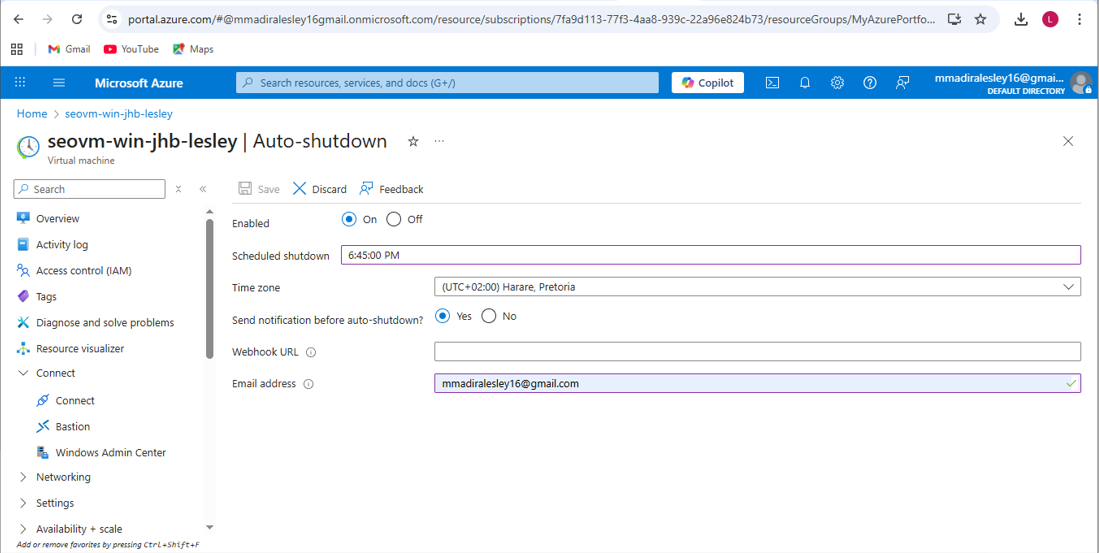 portal.azure.com/#@mmadiralesley16gmail.onmicrosoft.com/resource/subscriptions/7fa9d113-77f3-4aa8-939c-22a96e824b73/resourceGroups/MyAzurePortfo...
L
Gmail YouTube Maps
Microsoft Azure
Search resources, services, and docs (G+/)
Copilot
mmadiralesley16@gmai...
DEFAULT DIRECTORY
Home > seovm-win-jhb-lesley
seovm-win-jhb-lesley | Auto-shutdown
Virtual machine
Search
Save Discard Feedback
Overview
Activity log
Access control (IAM)
Tags
Diagnose and solve problems
Resource visualizer
Connect
Connect
Bastion
Windows Admin Center
Networking
Settings
Availability + scale
Add or remove favorites by pressing Ctrl+Shift+F
Enabled On Off
Scheduled shutdown 6:45:00 PM
Time zone (UTC+02:00) Harare, Pretoria
Send notification before auto-shutdown? Yes No
Webhook URL
Email address mmadiralesley16@gmail.com